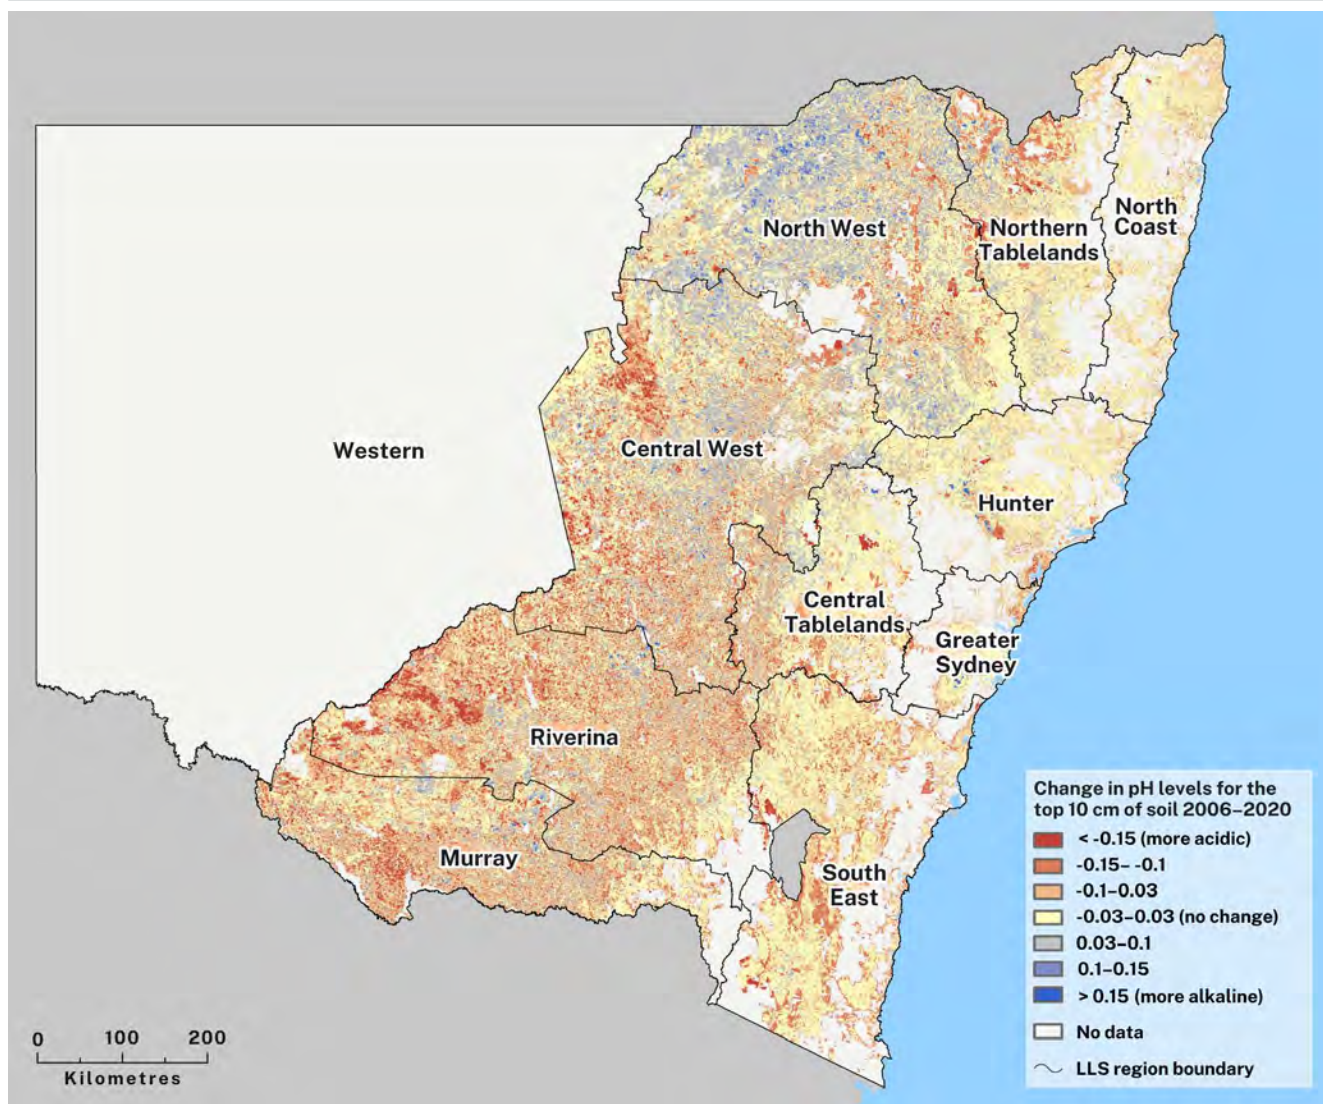 North
Coast
North West
Northern
Tablelands
Western
Central West
Hunter
Central
Tablelands
Greater
Sydney
Riverina
Murray
South
East
Change in pH levels for the
top 10 cm of soil 2006–2020
< -0.15 (more acidic)
-0.15– -0.1
-0.1–0.03
-0.03–0.03 (no change)
0.03–0.1
0.1–0.15
> 0.15 (more alkaline)
No data
LLS region boundary
0 100 200
Kilometres